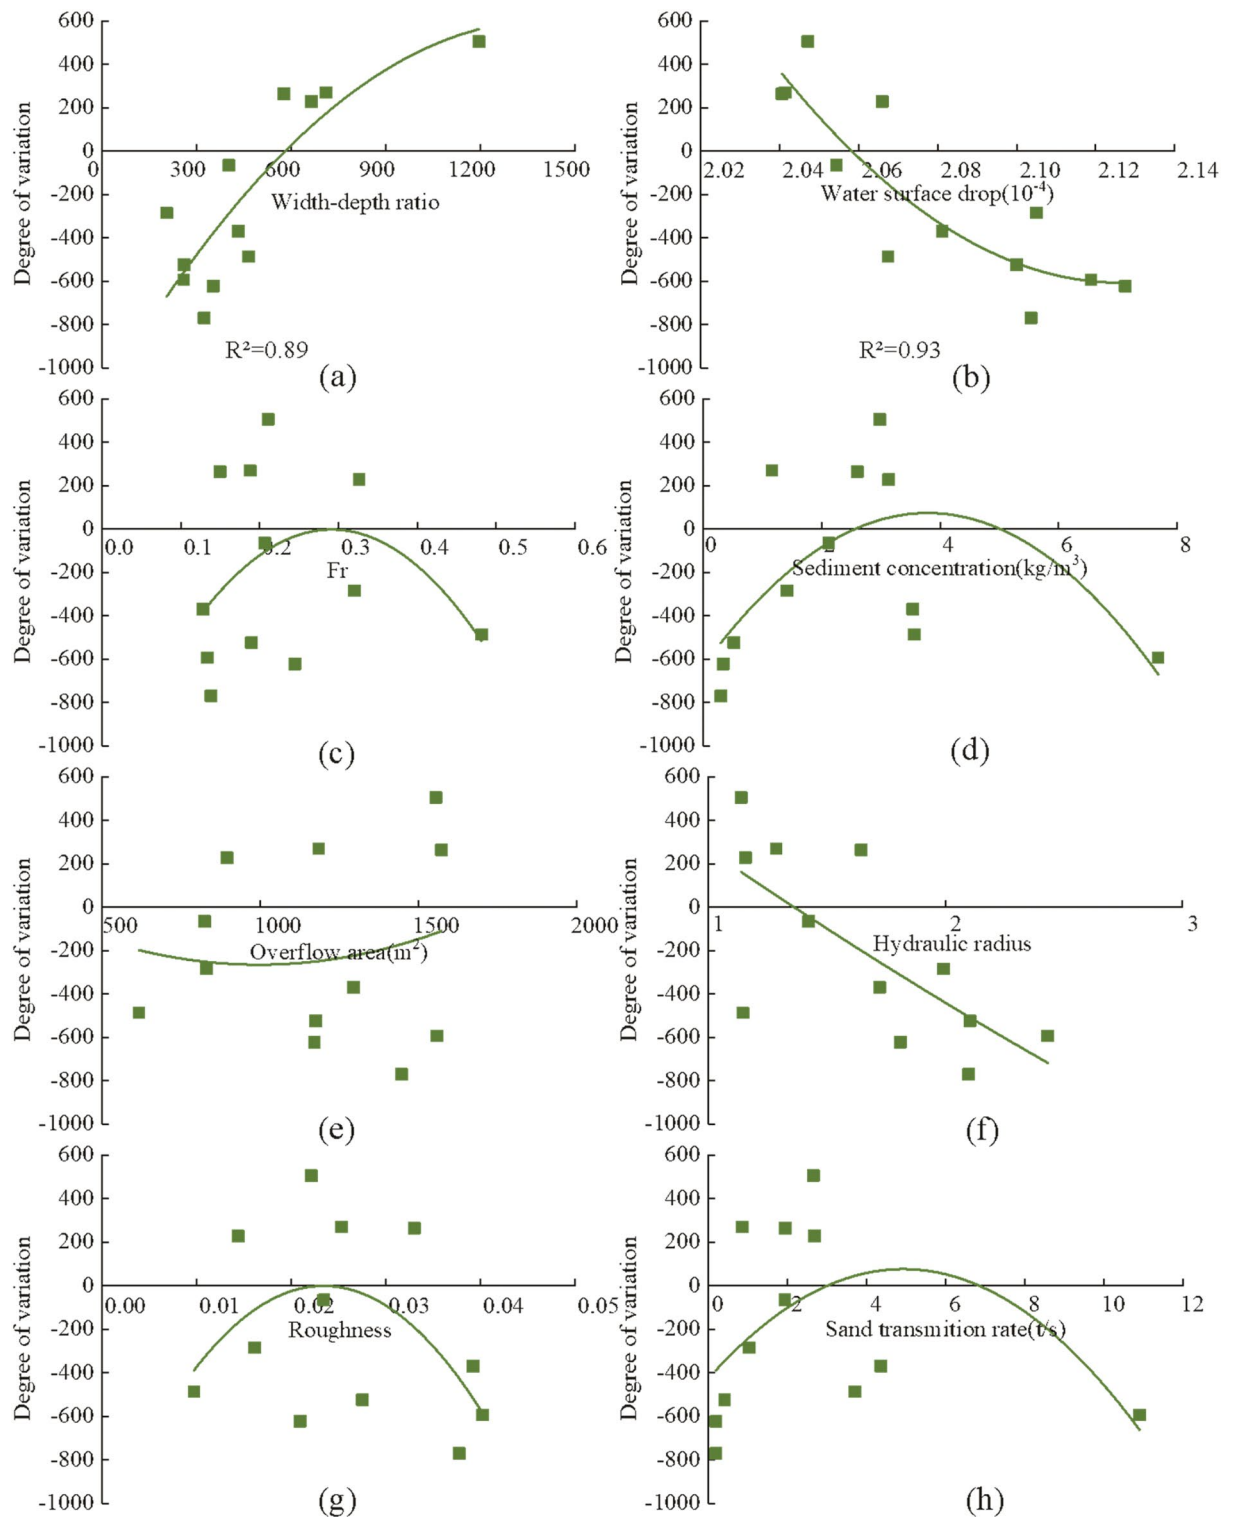 600
400
200
0
-200
-400
-600
-800
-1000
Degree of variation
0 300 600 900 1200 1500
Width-depth ratio
R²=0.89
(a)
600
400
200
0
-200
-400
-600
-800
-1000
Degree of variation
2.02 2.04 2.06 2.08 2.10 2.12 2.14
Water surface drop(10⁻⁴)
R²=0.93
(b)
600
400
200
0
-200
-400
-600
-800
-1000
Degree of variation
0.0 0.1 0.2 0.3 0.4 0.5 0.6
Fr
(c)
600
400
200
0
-200
-400
-600
-800
-1000
Degree of variation
0 2 4 6 8
Sediment concentration(kg/m³)
(d)
600
400
200
0
-200
-400
-600
-800
-1000
Degree of variation
500 1000 1500 2000
Overflow area(m²)
(e)
600
400
200
0
-200
-400
-600
-800
-1000
Degree of variation
1 2 3
Hydraulic radius
(f)
600
400
200
0
-200
-400
-600
-800
-1000
Degree of variation
0.00 0.01 0.02 0.03 0.04 0.05
Roughness
(g)
600
400
200
0
-200
-400
-600
-800
-1000
Degree of variation
0 2 4 6 8 10 12
Sand transmition rate(t/s)
(h)